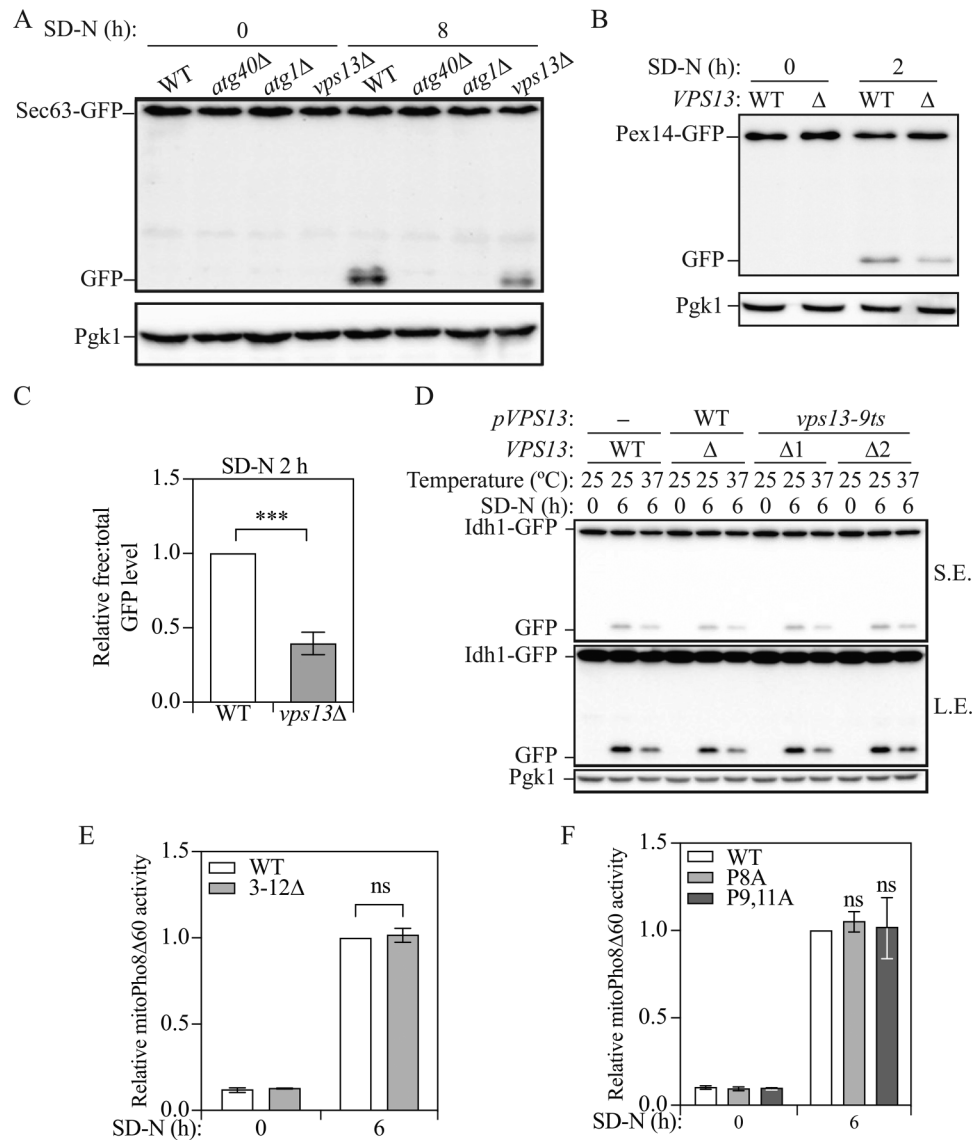 A
SD-N (h): 0 8
WT atg40Δ atg1Δ vps13Δ WT atg40Δ atg1Δ vps13Δ
Sec63-GFP
GFP
Pgk1
B
SD-N (h): 0 2
VPS13: WT Δ WT Δ
Pex14-GFP
GFP
Pgk1
C
SD-N 2 h
Relative free:total
GFP level
1.5
***
1.0
0.5
0.0
WT vps13Δ
D
pVPS13: – WT vps13-9ts
VPS13: WT Δ Δ1 Δ2
Temperature (ºC) 25 25 37 25 25 37 25 25 37 25 25 37
SD-N (h): 0 6 6 0 6 6 0 6 6 0 6 6
Idh1-GFP
S.E.
GFP
Idh1-GFP
L.E.
GFP
Pgk1
E
Relative mitoPho8Δ60 activity
1.5
WT
3-12Δ
ns
1.0
0.5
0.0
SD-N (h): 0 6
F
Relative mitoPho8Δ60 activity
1.5
WT
P8A
P9,11A
ns ns
1.0
0.5
0.0
SD-N (h): 0 6